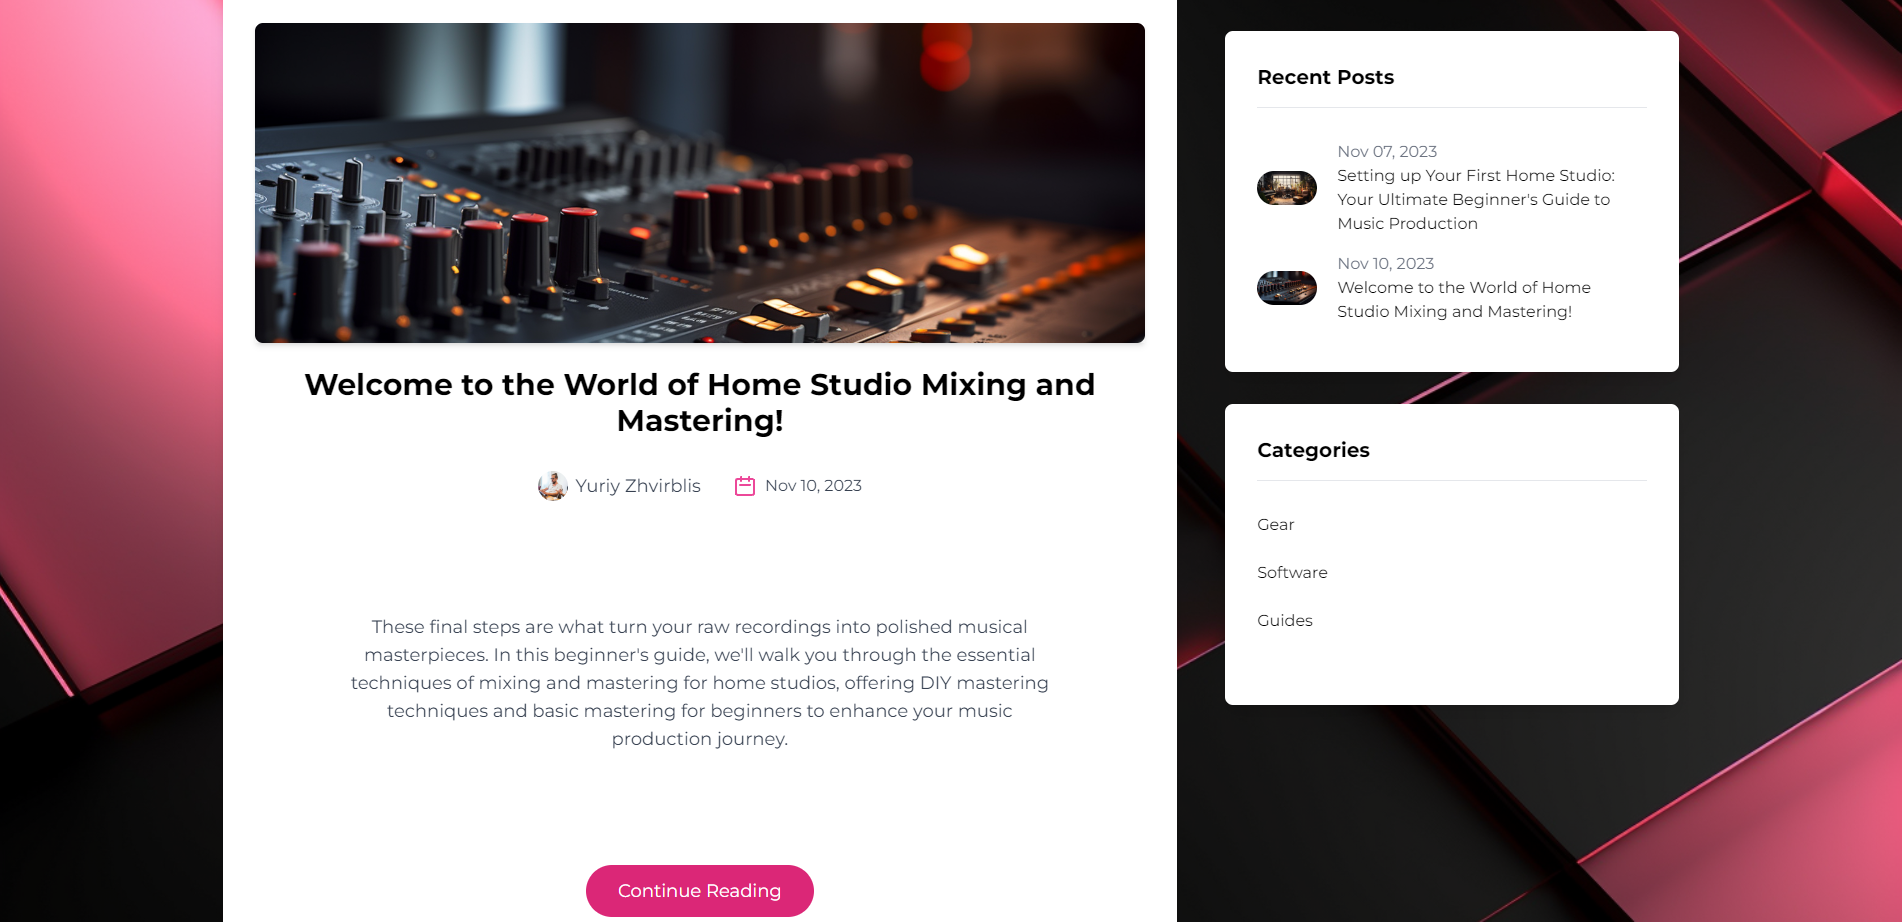 Welcome to the World of Home Studio Mixing and
Mastering!
Yuriy Zhvirblis
Nov 10, 2023
These final steps are what turn your raw recordings into polished musical
masterpieces. In this beginner's guide, we'll walk you through the essential
techniques of mixing and mastering for home studios, offering DIY mastering
techniques and basic mastering for beginners to enhance your music
production journey.
Continue Reading
Recent Posts
Nov 07, 2023
Setting up Your First Home Studio:
Your Ultimate Beginner's Guide to
Music Production
Nov 10, 2023
Welcome to the World of Home
Studio Mixing and Mastering!
Categories
Gear
Software
Guides